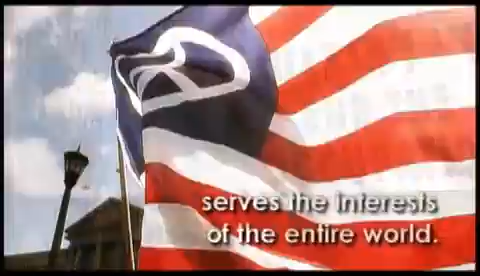 serves the interests
of the entire world.